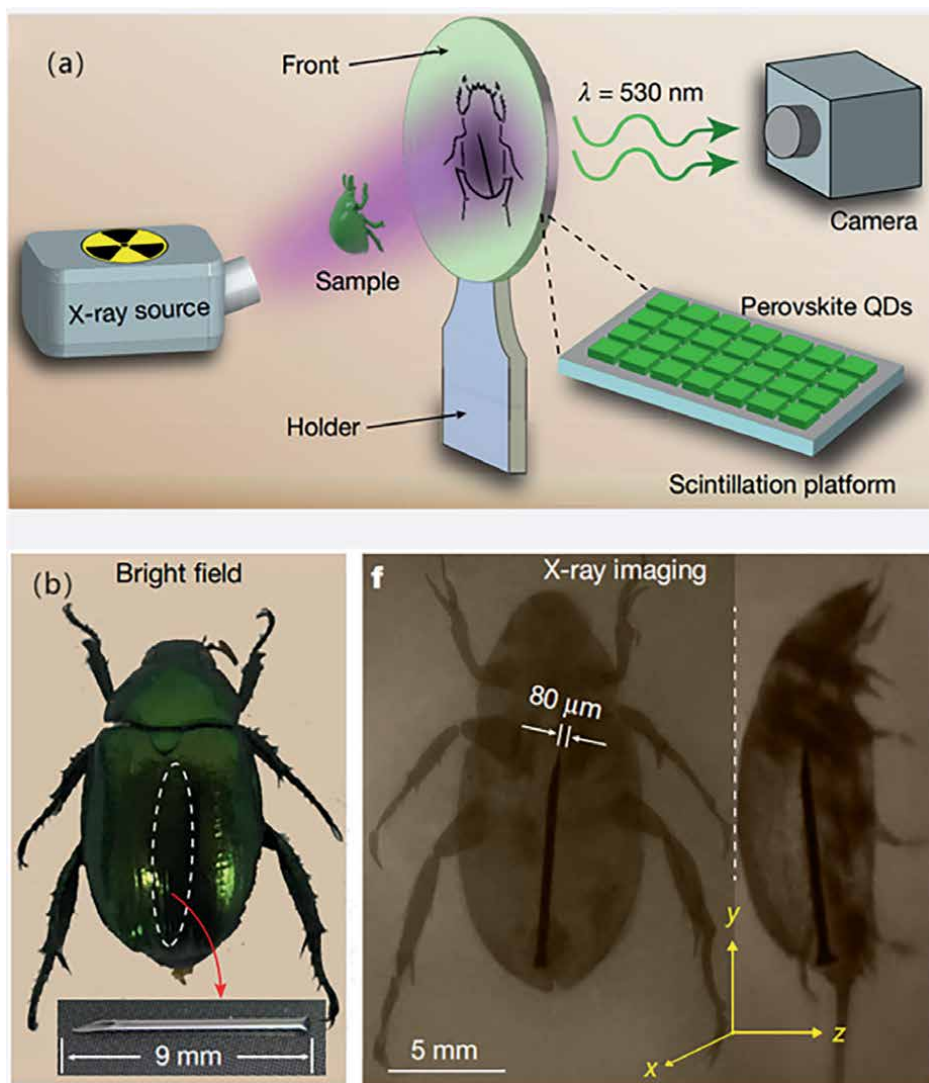 (a)
Front
λ = 530 nm
Camera
Sample
X-ray source
Perovskite QDs
Holder
Scintillation platform
(b)
Bright field
9 mm
f
X-ray imaging
80 μm
5 mm
y
z
x